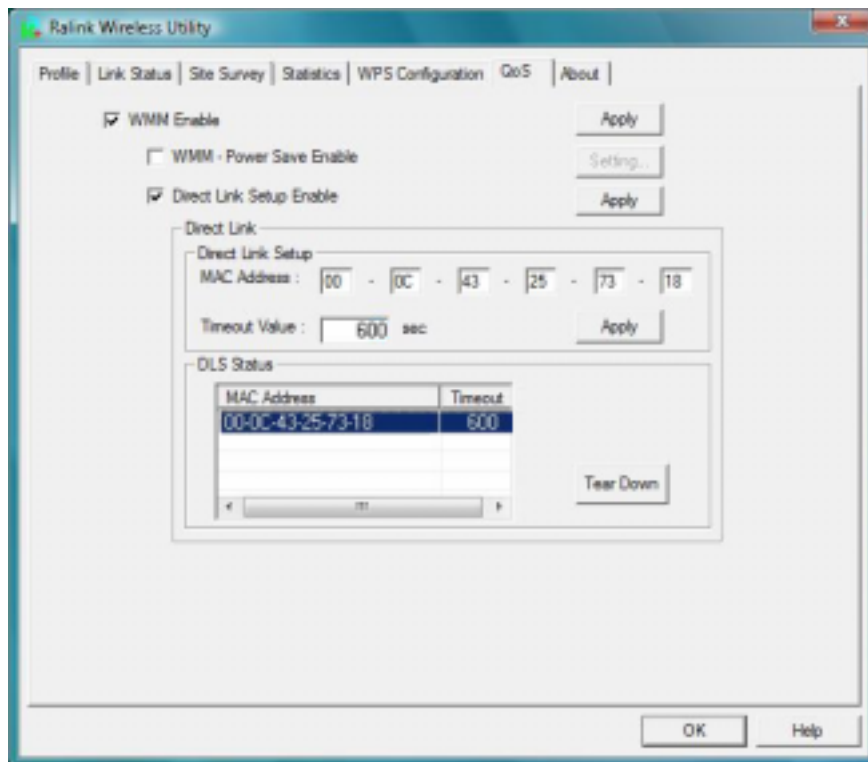 Ralink Wireless Utility
Profile Link Status Site Survey Statistics WPS Configuration QoS About
WMM Enable Apply
WMM - Power Save Enable Setting...
Direct Link Setup Enable Apply
Direct Link
Direct Link Setup
MAC Address : 00 - 0C - 43 - 25 - 73 - 18
Timeout Value : 600 sec Apply
DLS Status
MAC Address Timeout
00-0C-43-25-73-18 600
Tear Down
OK Help